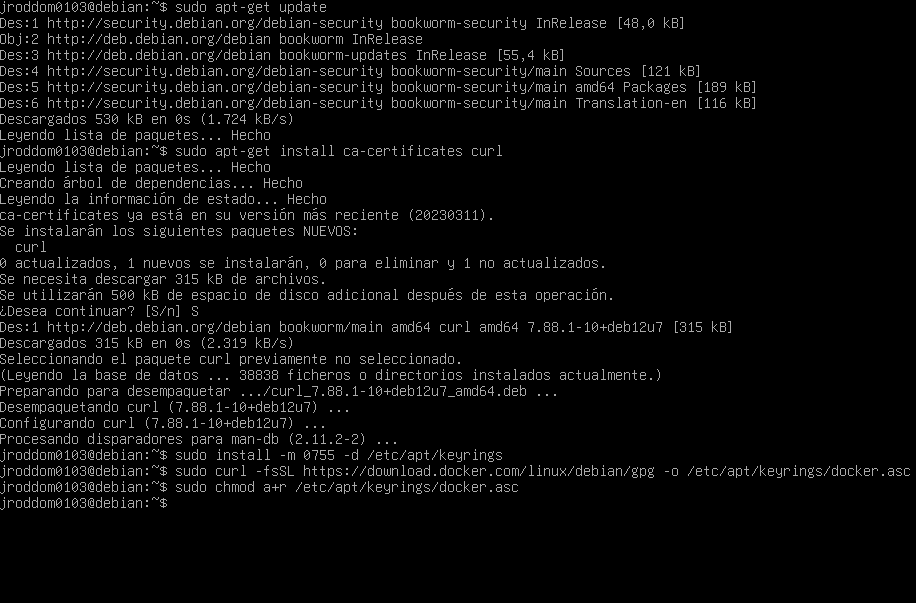 jroddom0103@debian:~$ sudo apt-get update
Des:1 http://security.debian.org/debian-security bookworm-security InRelease [48,0 kB]
Obj:2 http://deb.debian.org/debian bookworm InRelease
Des:3 http://deb.debian.org/debian bookworm-updates InRelease [55,4 kB]
Des:4 http://security.debian.org/debian-security bookworm-security/main Sources [121 kB]
Des:5 http://security.debian.org/debian-security bookworm-security/main amd64 Packages [189 kB]
Des:6 http://security.debian.org/debian-security bookworm-security/main Translation-en [116 kB]
Descargados 530 kB en 0s (1.724 kB/s)
Leyendo lista de paquetes... Hecho
jroddom0103@debian:~$ sudo apt-get install ca-certificates curl
Leyendo lista de paquetes... Hecho
Creando árbol de dependencias... Hecho
Leyendo la información de estado... Hecho
ca-certificates ya está en su versión más reciente (20230311).
Se instalarán los siguientes paquetes NUEVOS:
  curl
0 actualizados, 1 nuevos se instalarán, 0 para eliminar y 1 no actualizados.
Se necesita descargar 315 kB de archivos.
Se utilizarán 500 kB de espacio de disco adicional después de esta operación.
¿Desea continuar? [S/n] S
Des:1 http://deb.debian.org/debian bookworm/main amd64 curl amd64 7.88.1-10+deb12u7 [315 kB]
Descargados 315 kB en 0s (2.319 kB/s)
Seleccionando el paquete curl previamente no seleccionado.
(Leyendo la base de datos ... 38838 ficheros o directorios instalados actualmente.)
Preparando para desempaquetar .../curl_7.88.1-10+deb12u7_amd64.deb ...
Desempaquetando curl (7.88.1-10+deb12u7) ...
Configurando curl (7.88.1-10+deb12u7) ...
Procesando disparadores para man-db (2.11.2-2) ...
jroddom0103@debian:~$ sudo install -m 0755 -d /etc/apt/keyrings
jroddom0103@debian:~$ sudo curl -fsSL https://download.docker.com/linux/debian/gpg -o /etc/apt/keyrings/docker.asc
jroddom0103@debian:~$ sudo chmod a+r /etc/apt/keyrings/docker.asc
jroddom0103@debian:~$